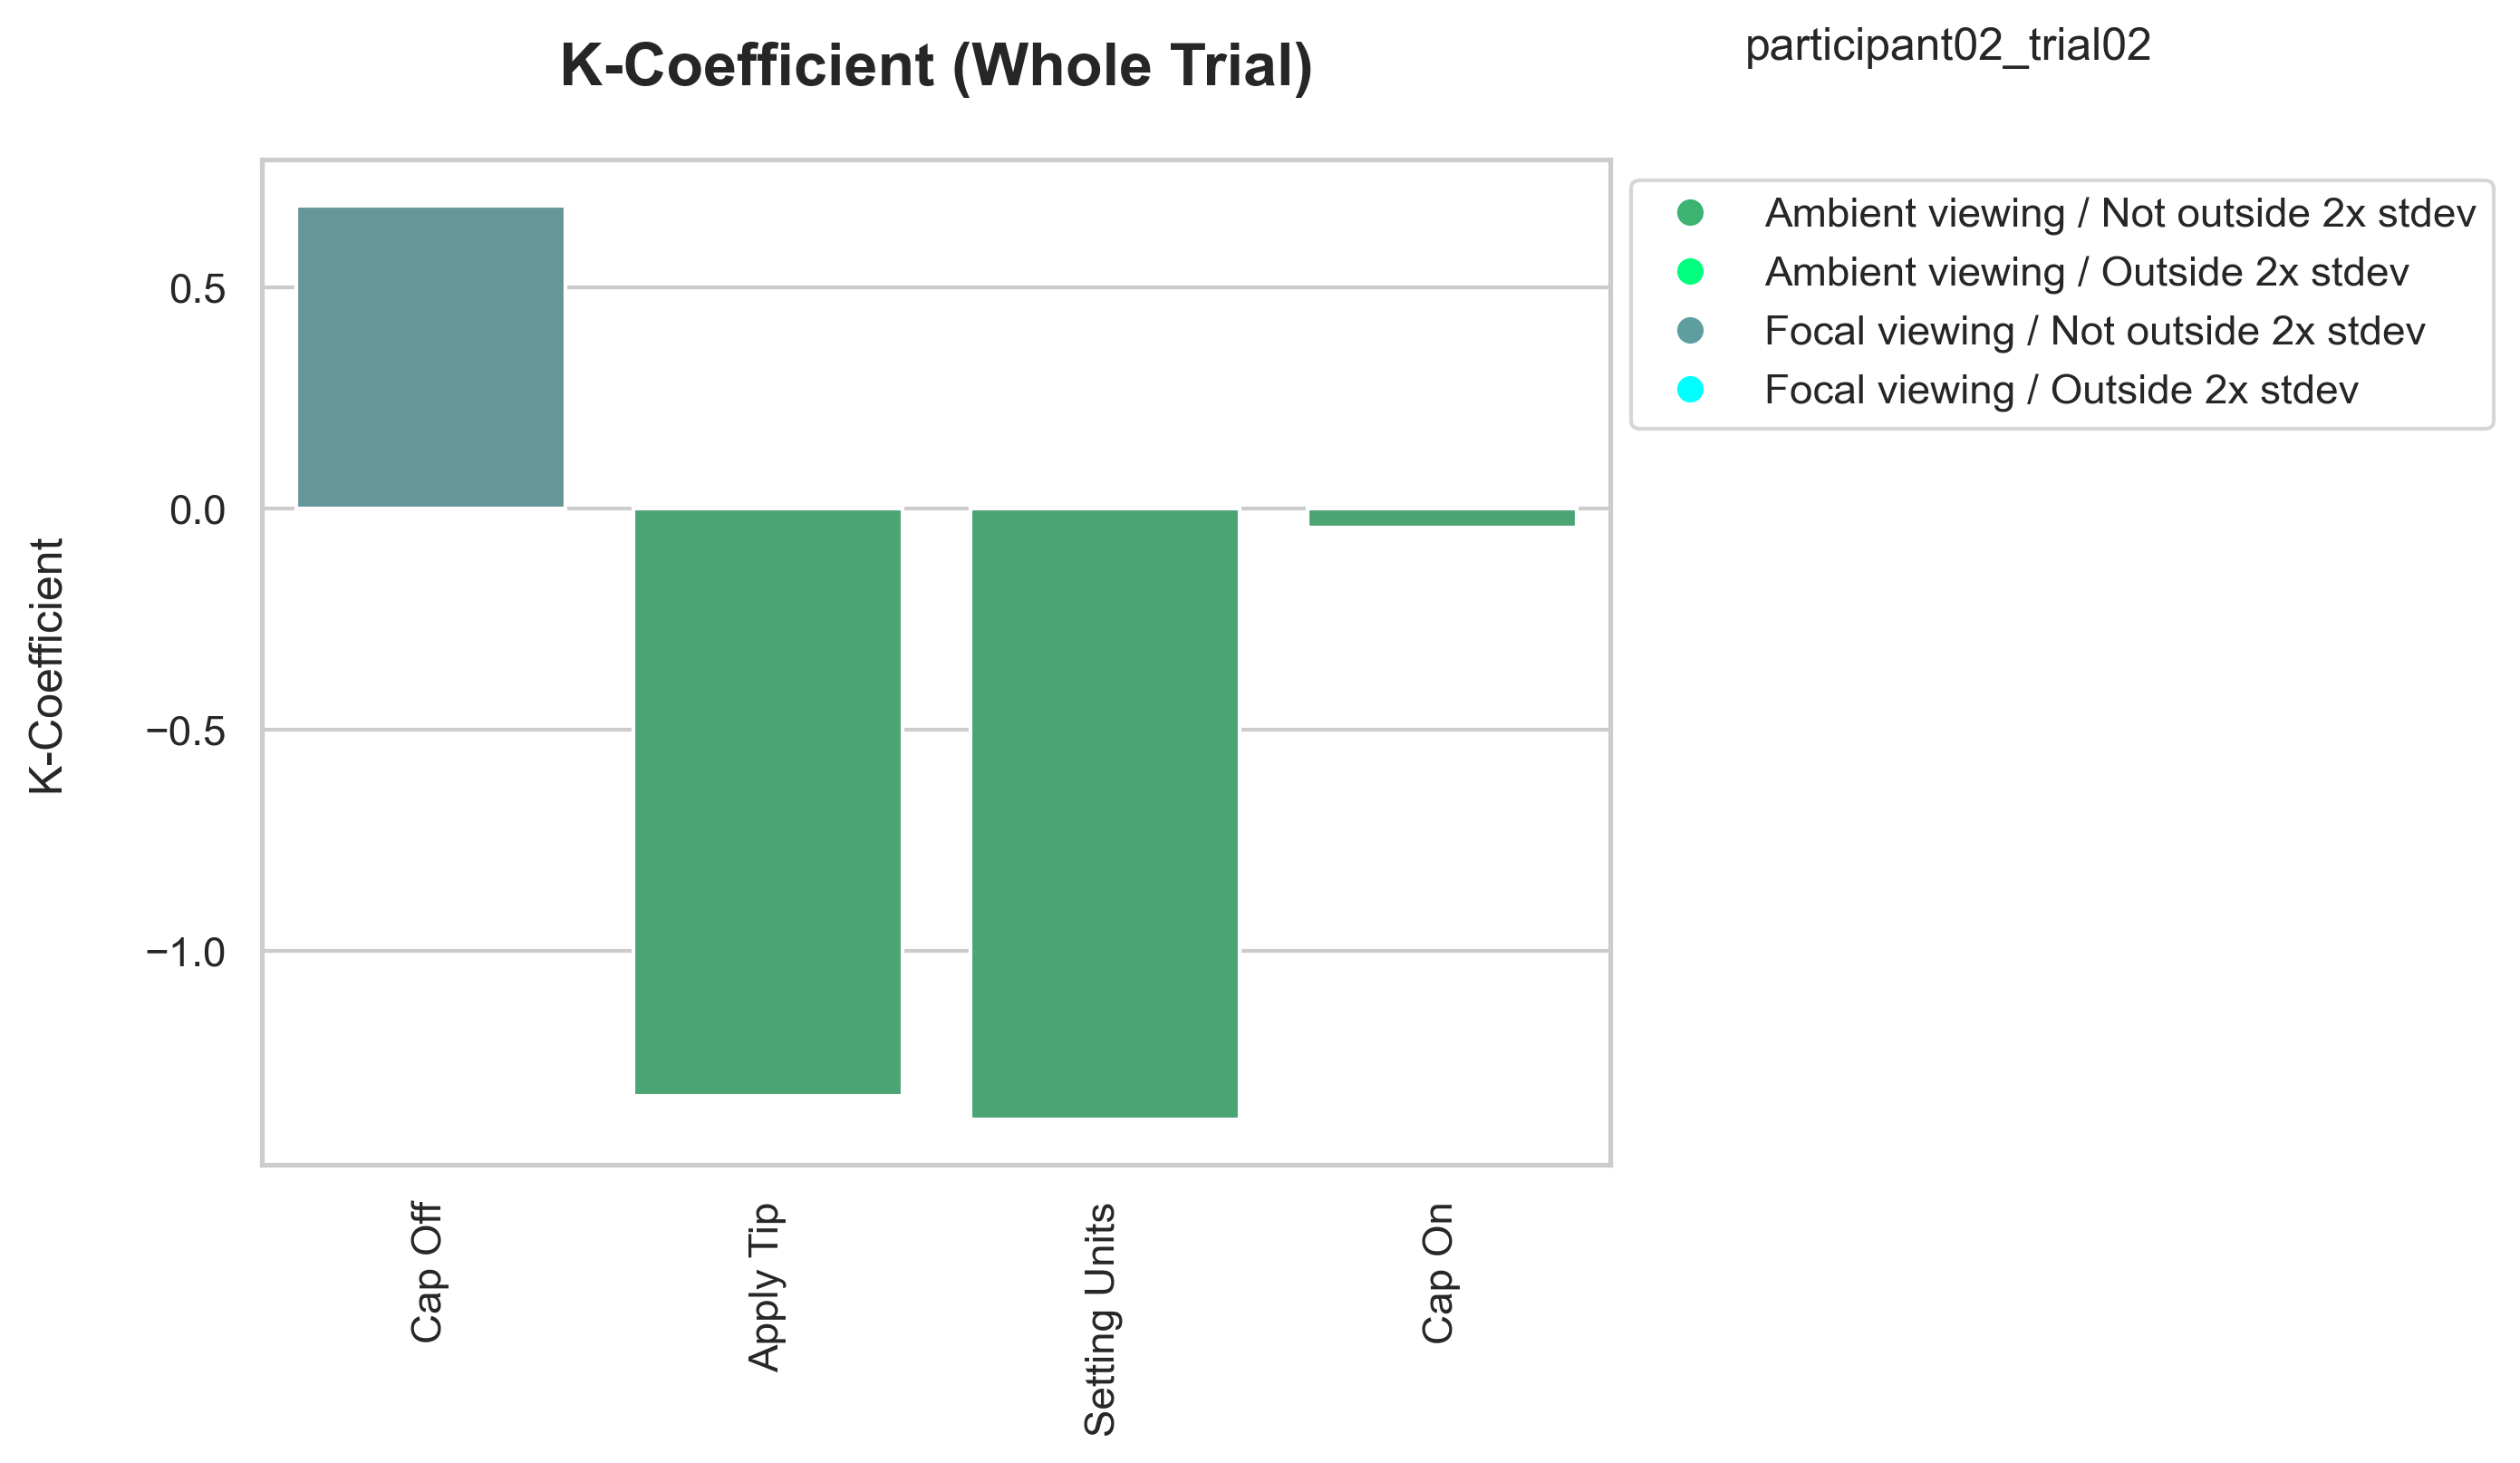 K-Coefficient (Whole Trial)
participant02_trial02
Ambient viewing / Not outside 2x stdev
Ambient viewing / Outside 2x stdev
Focal viewing / Not outside 2x stdev
Focal viewing / Outside 2x stdev
K-Coefficient
0.5
0.0
−0.5
−1.0
Cap Off
Apply Tip
Setting Units
Cap On